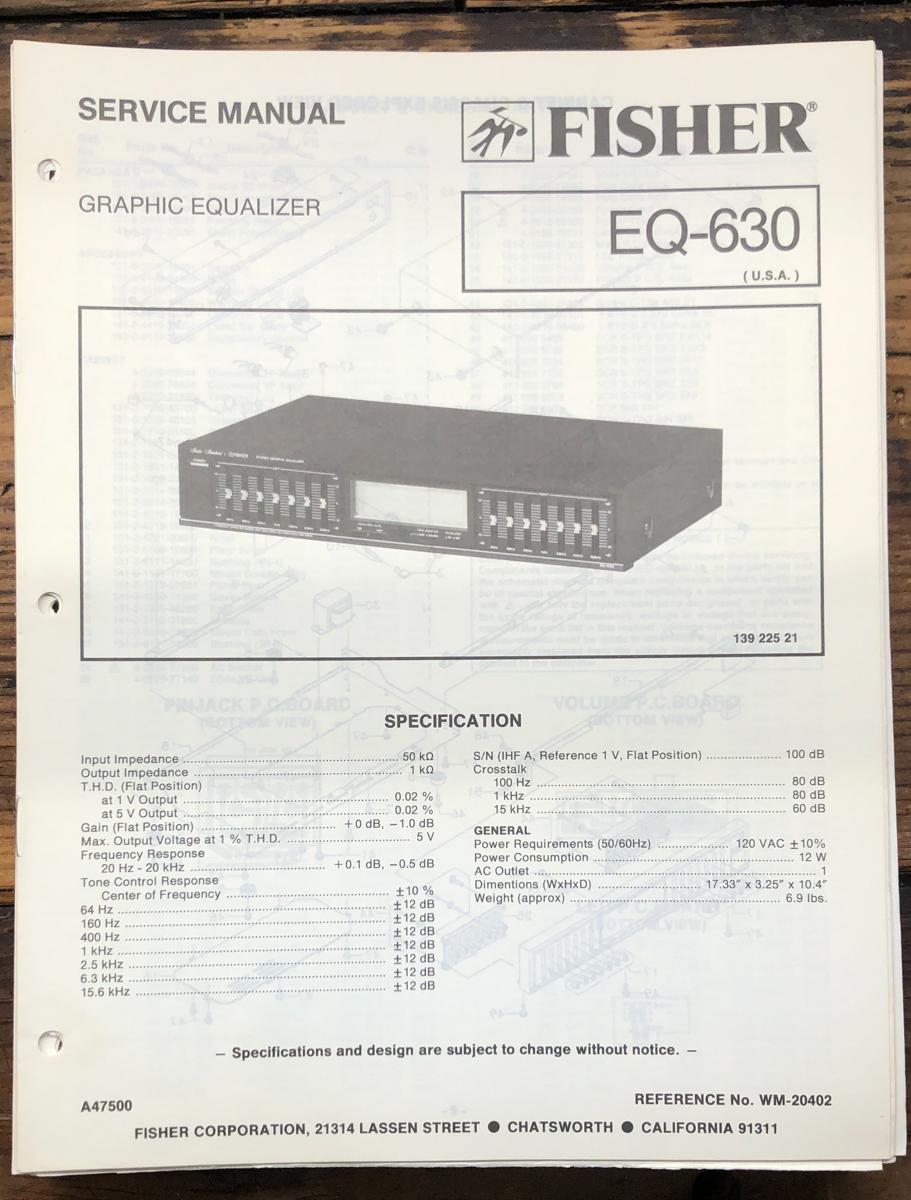 SERVICE MANUAL
FISHER®
GRAPHIC EQUALIZER
EQ-630
( U.S.A. )
139 225 21
SPECIFICATION
Input Impedance ........ 50 kΩ
Output Impedance ........ 1 kΩ
T.H.D. (Flat Position)
at 1 V Output ........ 0.02 %
at 5 V Output ........ 0.02 %
Gain (Flat Position) ........ +0 dB, −1.0 dB
Max. Output Voltage at 1 % T.H.D. ........ 5 V
Frequency Response
20 Hz - 20 kHz ........ +0.1 dB, −0.5 dB
Tone Control Response
Center of Frequency ........ ±10 %
64 Hz ........ ±12 dB
160 Hz ........ ±12 dB
400 Hz ........ ±12 dB
1 kHz ........ ±12 dB
2.5 kHz ........ ±12 dB
6.3 kHz ........ ±12 dB
15.6 kHz ........ ±12 dB
S/N (IHF A, Reference 1 V, Flat Position) ........ 100 dB
Crosstalk
100 Hz ........ 80 dB
1 kHz ........ 80 dB
15 kHz ........ 60 dB
GENERAL
Power Requirements (50/60Hz) ........ 120 VAC ±10%
Power Consumption ........ 12 W
AC Outlet ........ 1
Dimentions (WxHxD) ........ 17.33″ x 3.25″ x 10.4″
Weight (approx) ........ 6.9 lbs.
— Specifications and design are subject to change without notice. —
A47500
REFERENCE No. WM-20402
FISHER CORPORATION, 21314 LASSEN STREET ● CHATSWORTH ● CALIFORNIA 91311